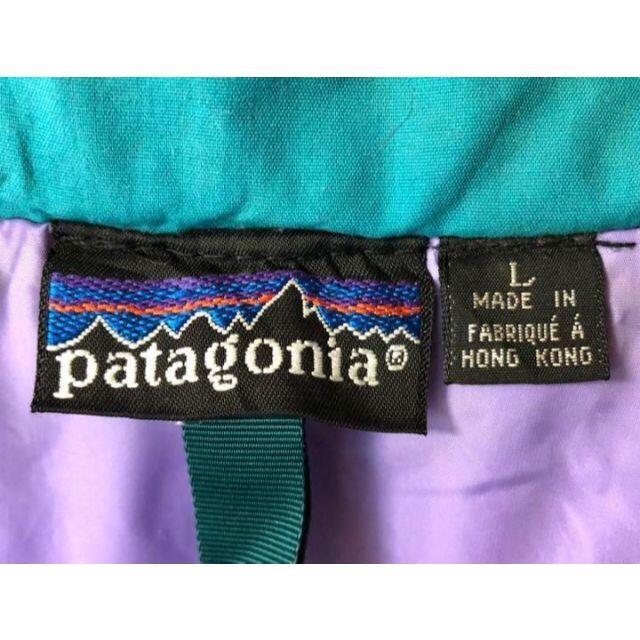 patagonia®
L
MADE IN
FABRIQUÉ Á
HONG KONG